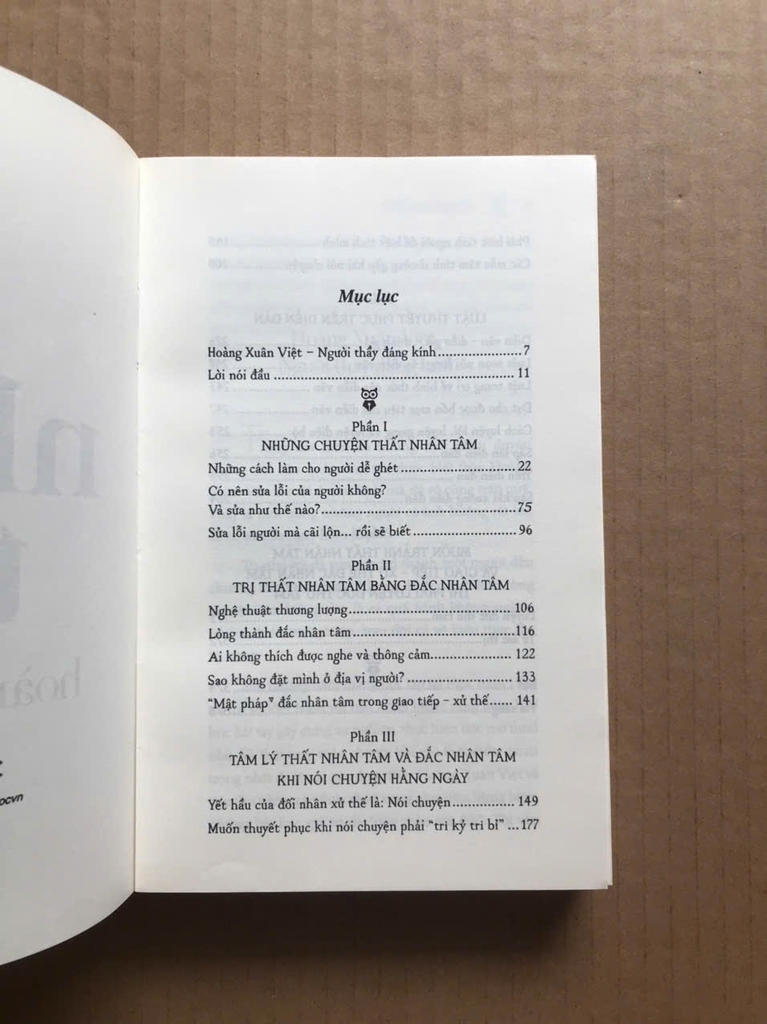 Mục lục
Hoàng Xuân Việt – Người thầy đáng kính.....................7
Lời nói đầu ............................................................ 11
Phần I
NHỮNG CHUYỆN THẤT NHÂN TÂM
Những cách làm cho người dễ ghét............................. 22
Có nên sửa lỗi của người không?
Và sửa như thế nào?.................................................75
Sửa lỗi người mà cãi lộn... rồi sẽ biết .......................... 96
Phần II
TRỊ THẤT NHÂN TÂM BẰNG ĐẮC NHÂN TÂM
Nghệ thuật thương lượng......................................... 106
Lòng thành đắc nhân tâm.........................................116
Ai không thích được nghe và thông cảm.................... 122
Sao không đặt mình ở địa vị người?........................... 133
"Mật pháp" đắc nhân tâm trong giao tiếp – xử thế...... 141
Phần III
TÂM LÝ THẤT NHÂN TÂM VÀ ĐẮC NHÂN TÂM
KHI NÓI CHUYỆN HẰNG NGÀY
Yết hầu của đối nhân xử thế là: Nói chuyện ............... 149
Muốn thuyết phục khi nói chuyện phải "tri kỷ tri bỉ" ...177
ocvn